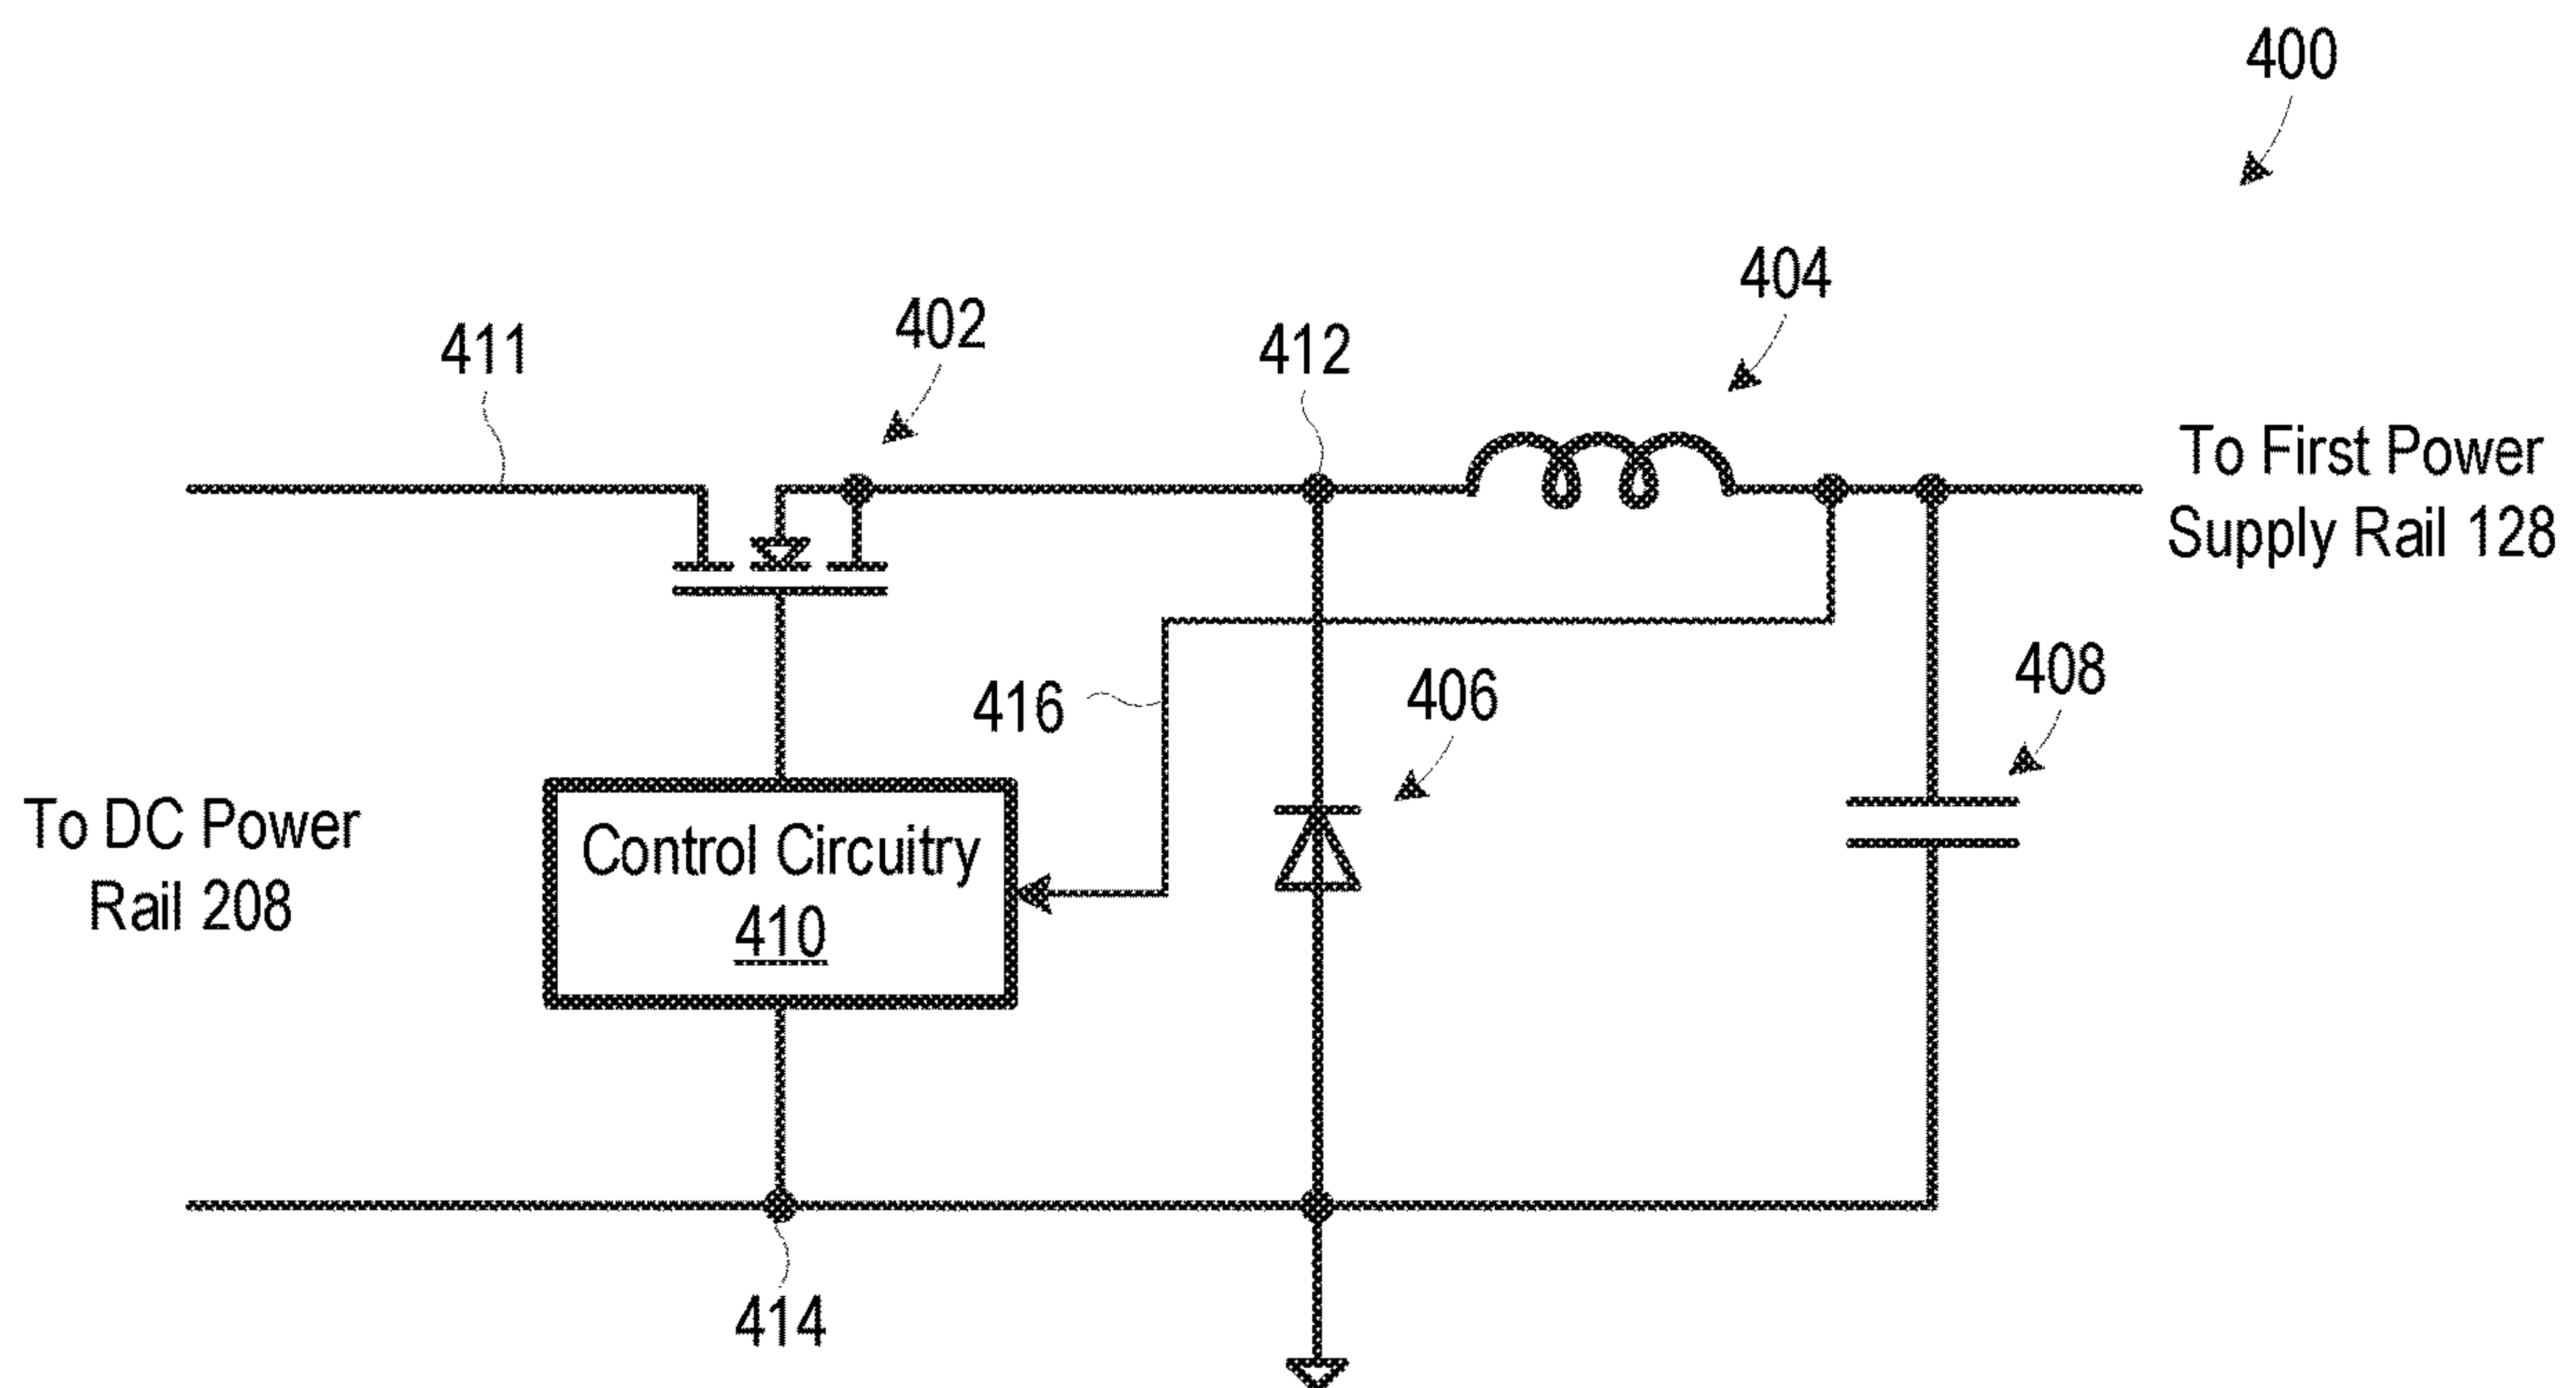 400
404
402
411
412
To First Power
Supply Rail 128
408
406
416
To DC Power
Rail 208
Control Circuitry
410
414